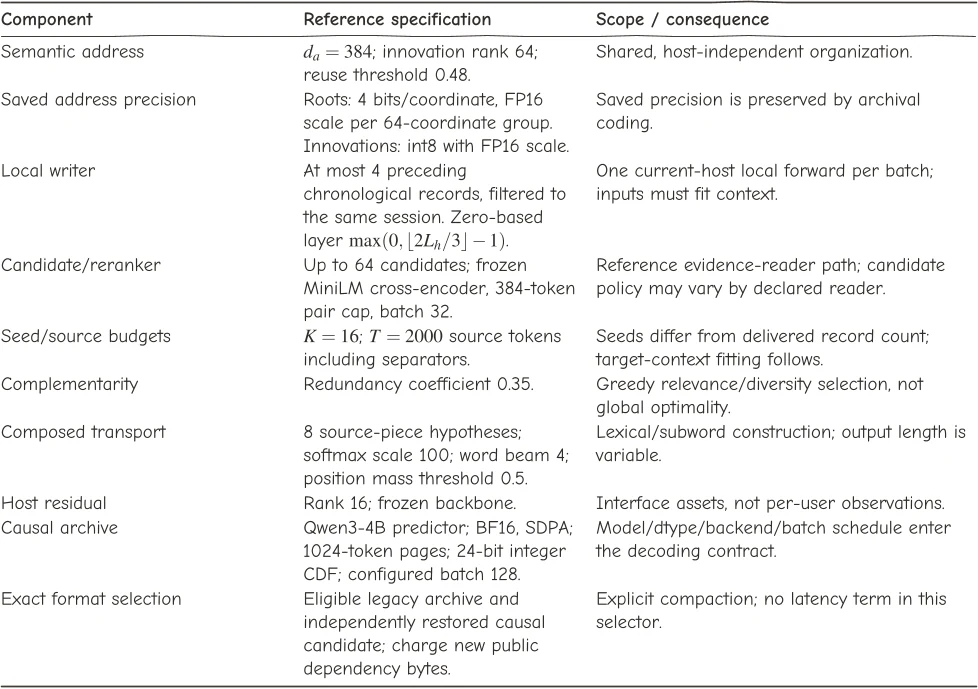 Component Reference specification Scope / consequence
Semantic address d_a = 384; innovation rank 64; Shared, host-independent organization.
reuse threshold 0.48.
Saved address precision Roots: 4 bits/coordinate, FP16 Saved precision is preserved by archival
scale per 64-coordinate group. coding.
Innovations: int8 with FP16 scale.
Local writer At most 4 preceding One current-host local forward per batch;
chronological records, filtered to inputs must fit context.
the same session. Zero-based
layer max(0, ⌊2L_h/3⌋ − 1).
Candidate/reranker Up to 64 candidates; frozen Reference evidence-reader path; candidate
MiniLM cross-encoder, 384-token policy may vary by declared reader.
pair cap, batch 32.
Seed/source budgets K = 16; T = 2000 source tokens Seeds differ from delivered record count;
including separators. target-context fitting follows.
Complementarity Redundancy coefficient 0.35. Greedy relevance/diversity selection, not
global optimality.
Composed transport 8 source-piece hypotheses; Lexical/subword construction; output length is
softmax scale 100; word beam 4; variable.
position mass threshold 0.5.
Host residual Rank 16; frozen backbone. Interface assets, not per-user observations.
Causal archive Qwen3-4B predictor; BF16, SDPA; Model/dtype/backend/batch schedule enter
1024-token pages; 24-bit integer the decoding contract.
CDF; configured batch 128.
Exact format selection Eligible legacy archive and Explicit compaction; no latency term in this
independently restored causal selector.
candidate; charge new public
dependency bytes.